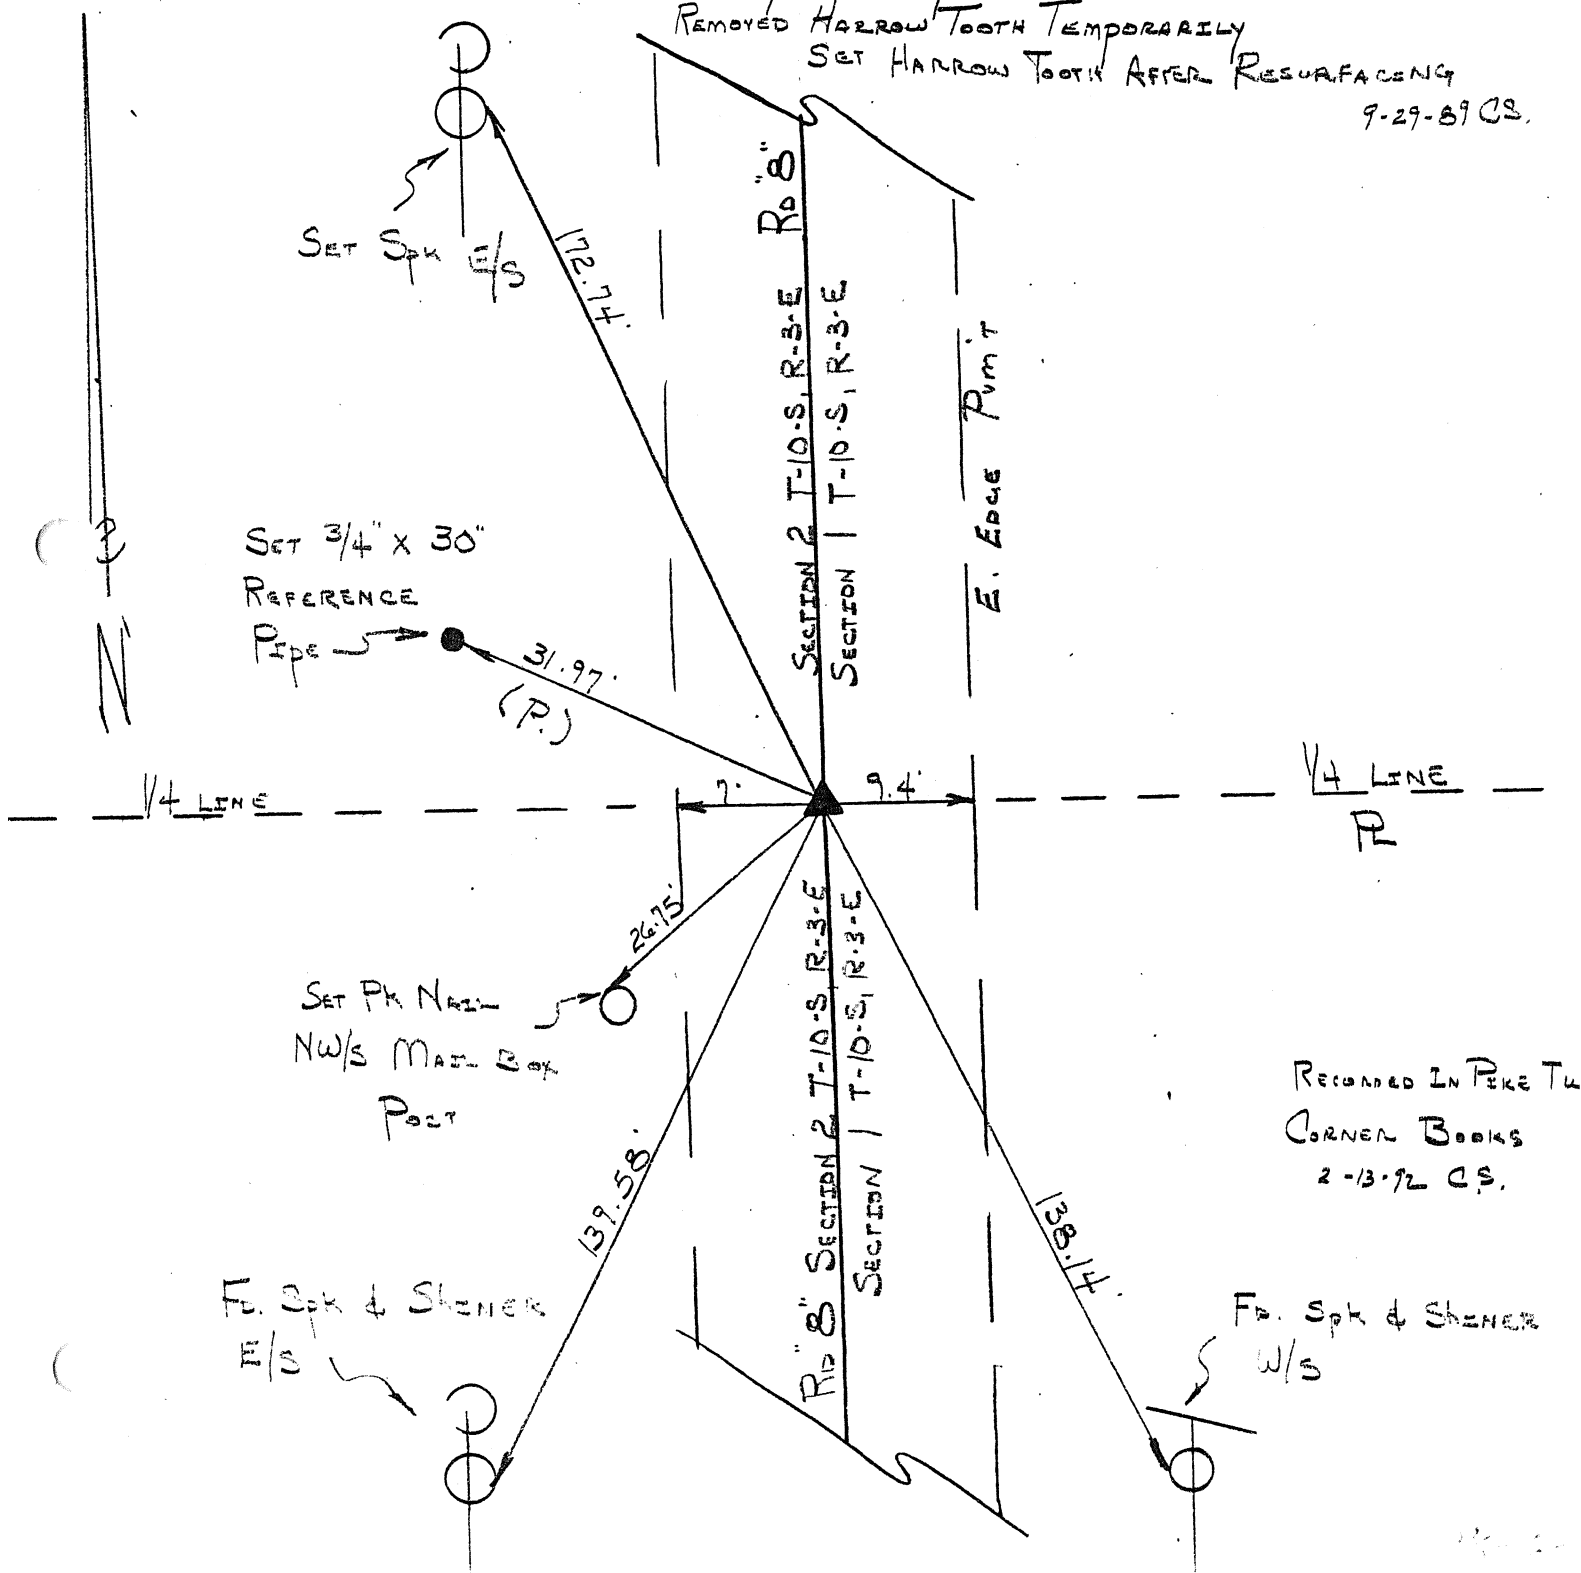 REMOVED HARROW TOOTH TEMPORARILY
SET HARROW TOOTH AFTER RESURFACING
9-29-89 CS.
SET SPK E/S
172.74'
RD "8"
SECTION 2 T-10-S, R-3-E
SECTION 1 T-10-S, R-3-E
E. EDGE PVMT
N
SET 3/4" X 30"
REFERENCE
PIPE
31.97'
(P.)
1/4 LINE
7'
9.4'
1/4 LINE
PL
26.75'
SET PK NAIL
NW/S MAIL BOX
POST
139.58'
RD "8" SECTION 2 T-10-S, R-3-E
SECTION 1 T-10-S, R-3-E
138.14'
RECORDED IN PIKE
CORNER BOOKS
2-13-92 CS.
FD. SPK & SHINER
E/S
FD. SPK & SHINER
W/S